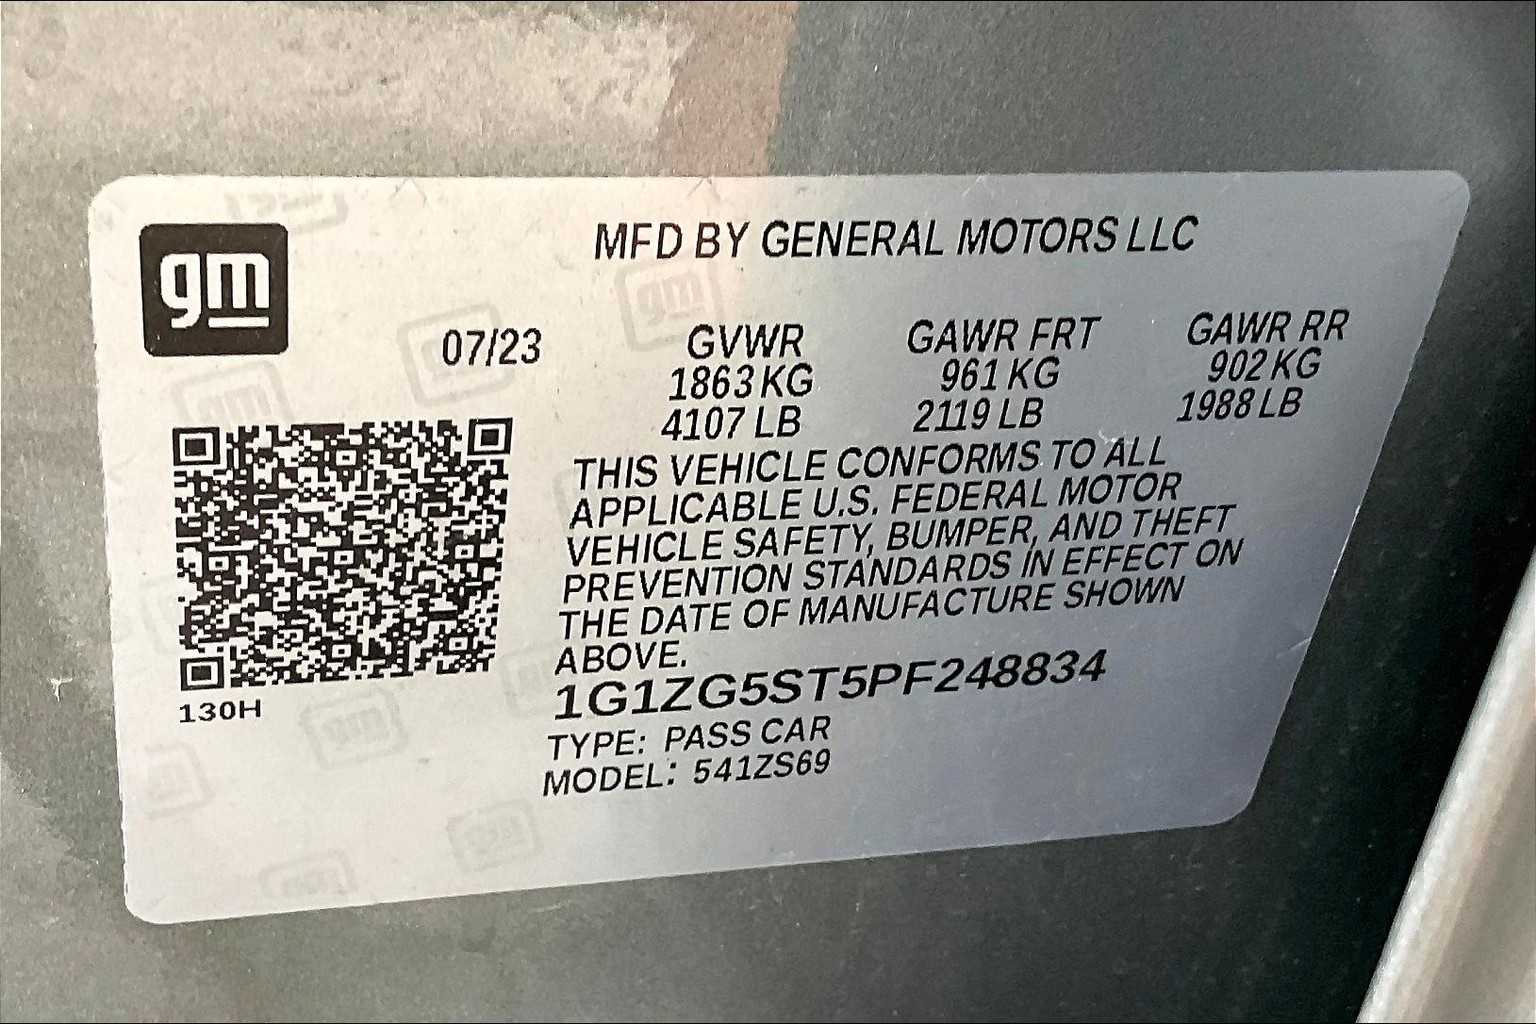 gm
MFD BY GENERAL MOTORS LLC
07/23
GVWR GAWR FRT GAWR RR
1863 KG 961 KG 902 KG
4107 LB 2119 LB 1988 LB
THIS VEHICLE CONFORMS TO ALL
APPLICABLE U.S. FEDERAL MOTOR
VEHICLE SAFETY, BUMPER, AND THEFT
PREVENTION STANDARDS IN EFFECT ON
THE DATE OF MANUFACTURE SHOWN
ABOVE.
1G1ZG5ST5PF248834
TYPE: PASS CAR
MODEL: 541ZS69
130H